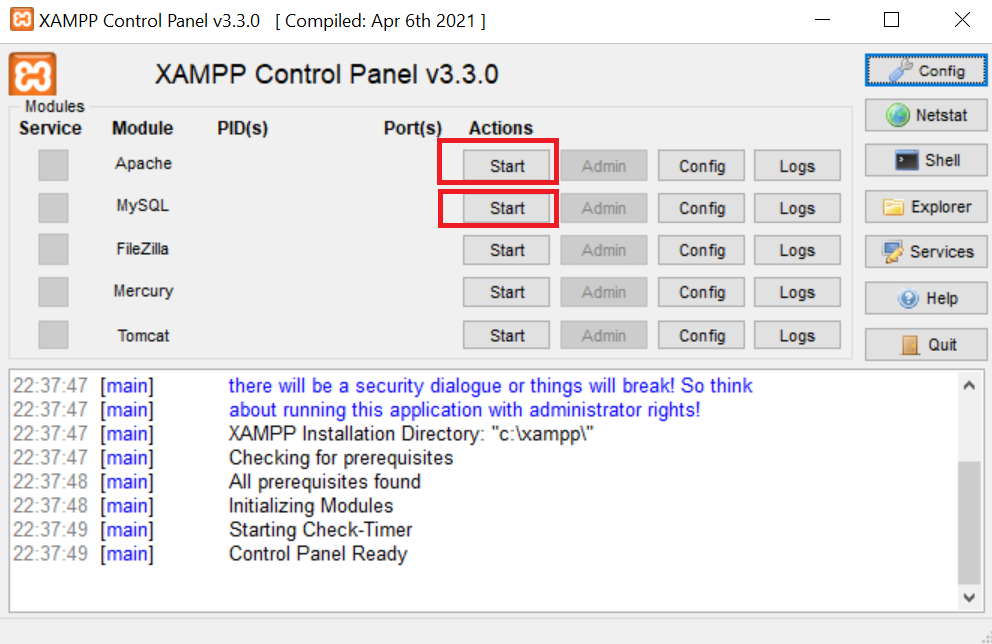 XAMPP Control Panel v3.3.0 [ Compiled: Apr 6th 2021 ]
XAMPP Control Panel v3.3.0
Config
Modules
Service Module PID(s) Port(s) Actions
Netstat
Apache Start Admin Config Logs
Shell
MySQL Start Admin Config Logs
Explorer
FileZilla Start Admin Config Logs
Services
Mercury Start Admin Config Logs
Help
Tomcat Start Admin Config Logs
Quit
22:37:47 [main] there will be a security dialogue or things will break! So think
22:37:47 [main] about running this application with administrator rights!
22:37:47 [main] XAMPP Installation Directory: "c:\xampp\"
22:37:47 [main] Checking for prerequisites
22:37:48 [main] All prerequisites found
22:37:48 [main] Initializing Modules
22:37:49 [main] Starting Check-Timer
22:37:49 [main] Control Panel Ready